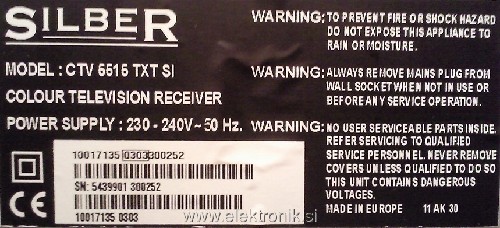 SILBER
MODEL : CTV 5515 TXT SI
COLOUR TELEVISION RECEIVER
POWER SUPPLY : 230 - 240V~ 50 Hz.
WARNING: TO PREVENT FIRE OR SHOCK HAZARD
DO NOT EXPOSE THIS APPLIANCE TO
RAIN OR MOISTURE.
WARNING: ALWAYS REMOVE MAINS PLUG FROM
WALL SOCKET WHEN NOT IN USE OR
BEFORE ANY SERVICE OPERATION.
WARNING: NO USER SERVICEABLE PARTS INSIDE.
REFER SERVICING TO QUALIFIED
SERVICE PERSONNEL. NEVER REMOVE
COVERS UNLESS QUALIFIED TO DO SO
THIS UNIT CONTAINS DANGEROUS
VOLTAGES.
MADE IN EUROPE 11 AK 30
10017135 0303 300252
SN: 5439901 300252
10017135 0303
CE
www.elektronik.si